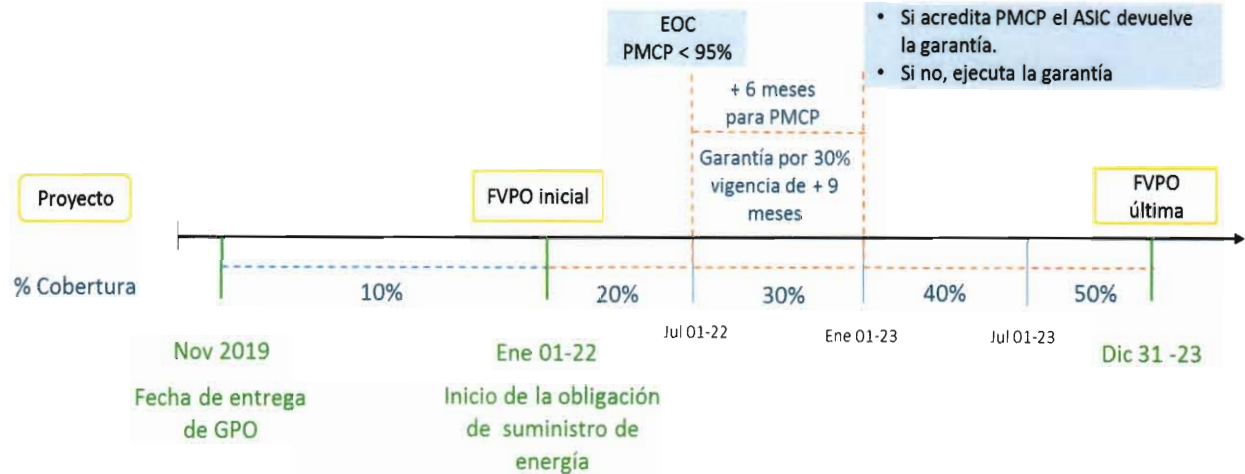 EOC
PMCP < 95%
• Si acredita PMCP el ASIC devuelve
la garantía.
• Si no, ejecuta la garantía
+ 6 meses
para PMCP
Garantía por 30%
vigencia de + 9
meses
Proyecto
FVPO inicial
FVPO
última
% Cobertura
10%
20%
30%
40%
50%
Jul 01-22
Ene 01-23
Jul 01-23
Nov 2019
Ene 01-22
Dic 31 -23
Fecha de entrega
de GPO
Inicio de la obligación
de suministro de
energía